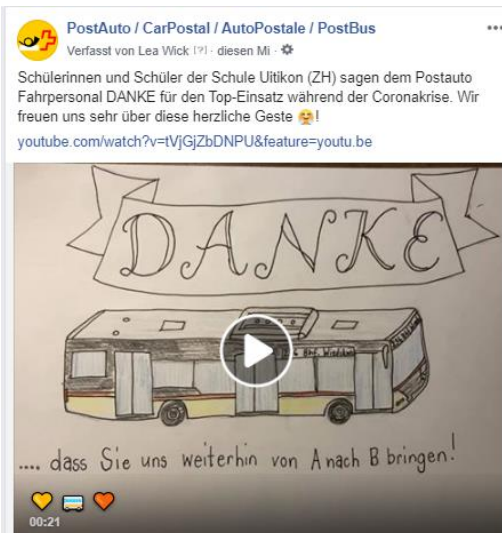 PostAuto / CarPostal / AutoPostale / PostBus
Verfasst von Lea Wick [?] · diesen Mi ·
Schülerinnen und Schüler der Schule Uitikon (ZH) sagen dem Postauto
Fahrpersonal DANKE für den Top-Einsatz während der Coronakrise. Wir
freuen uns sehr über diese herzliche Geste 🤗!
youtube.com/watch?v=tVjGjZbDNPU&feature=youtu.be
DANKE
.... dass Sie uns weiterhin von A nach B bringen!
00:21